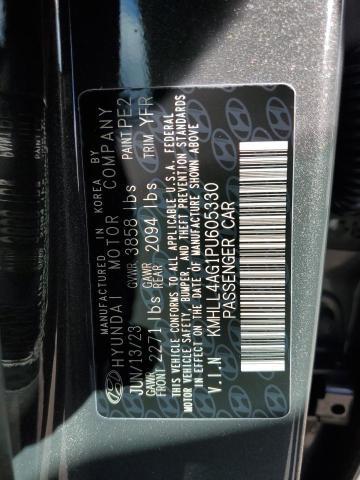 MANUFACTURED IN KOREA BY
HYUNDAI MOTOR COMPANY
JUN/13/23 GVWR 3858 lbs PAINT PE2
GAWR FRONT 2271 lbs GAWR REAR 2094 lbs TRIM YFR
THIS VEHICLE CONFORMS TO ALL APPLICABLE U.S.A. FEDERAL
MOTOR VEHICLE SAFETY, BUMPER, AND THEFT PREVENTION STANDARDS
IN EFFECT ON THE DATE OF MANUFACTURE SHOWN ABOVE.
V.I.N KMHLL4AG1PU605330
PASSENGER CAR